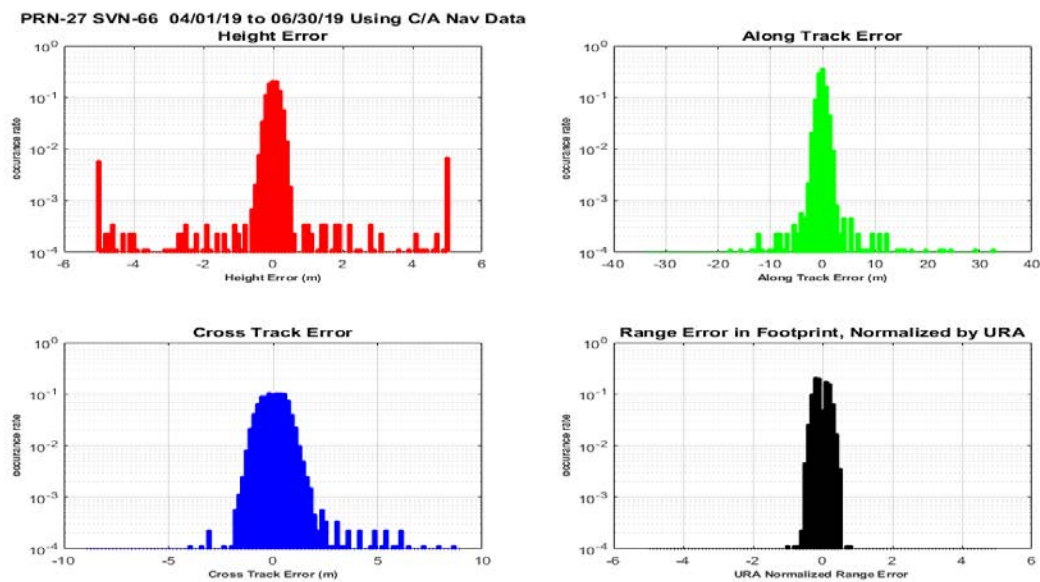 PRN-27 SVN-66 04/01/19 to 06/30/19 Using C/A Nav Data
Height Error
10^0
10^-1
10^-2
10^-3
10^-4
occurance rate
-6 -4 -2 0 2 4 6
Height Error (m)
Along Track Error
10^0
10^-1
10^-2
10^-3
10^-4
occurance rate
-40 -30 -20 -10 0 10 20 30 40
Along Track Error (m)
Cross Track Error
10^0
10^-1
10^-2
10^-3
10^-4
occurance rate
-10 -5 0 5 10
Cross Track Error (m)
Range Error in Footprint, Normalized by URA
10^0
10^-1
10^-2
10^-3
10^-4
occurance rate
-6 -4 -2 0 2 4 6
URA Normalized Range Error